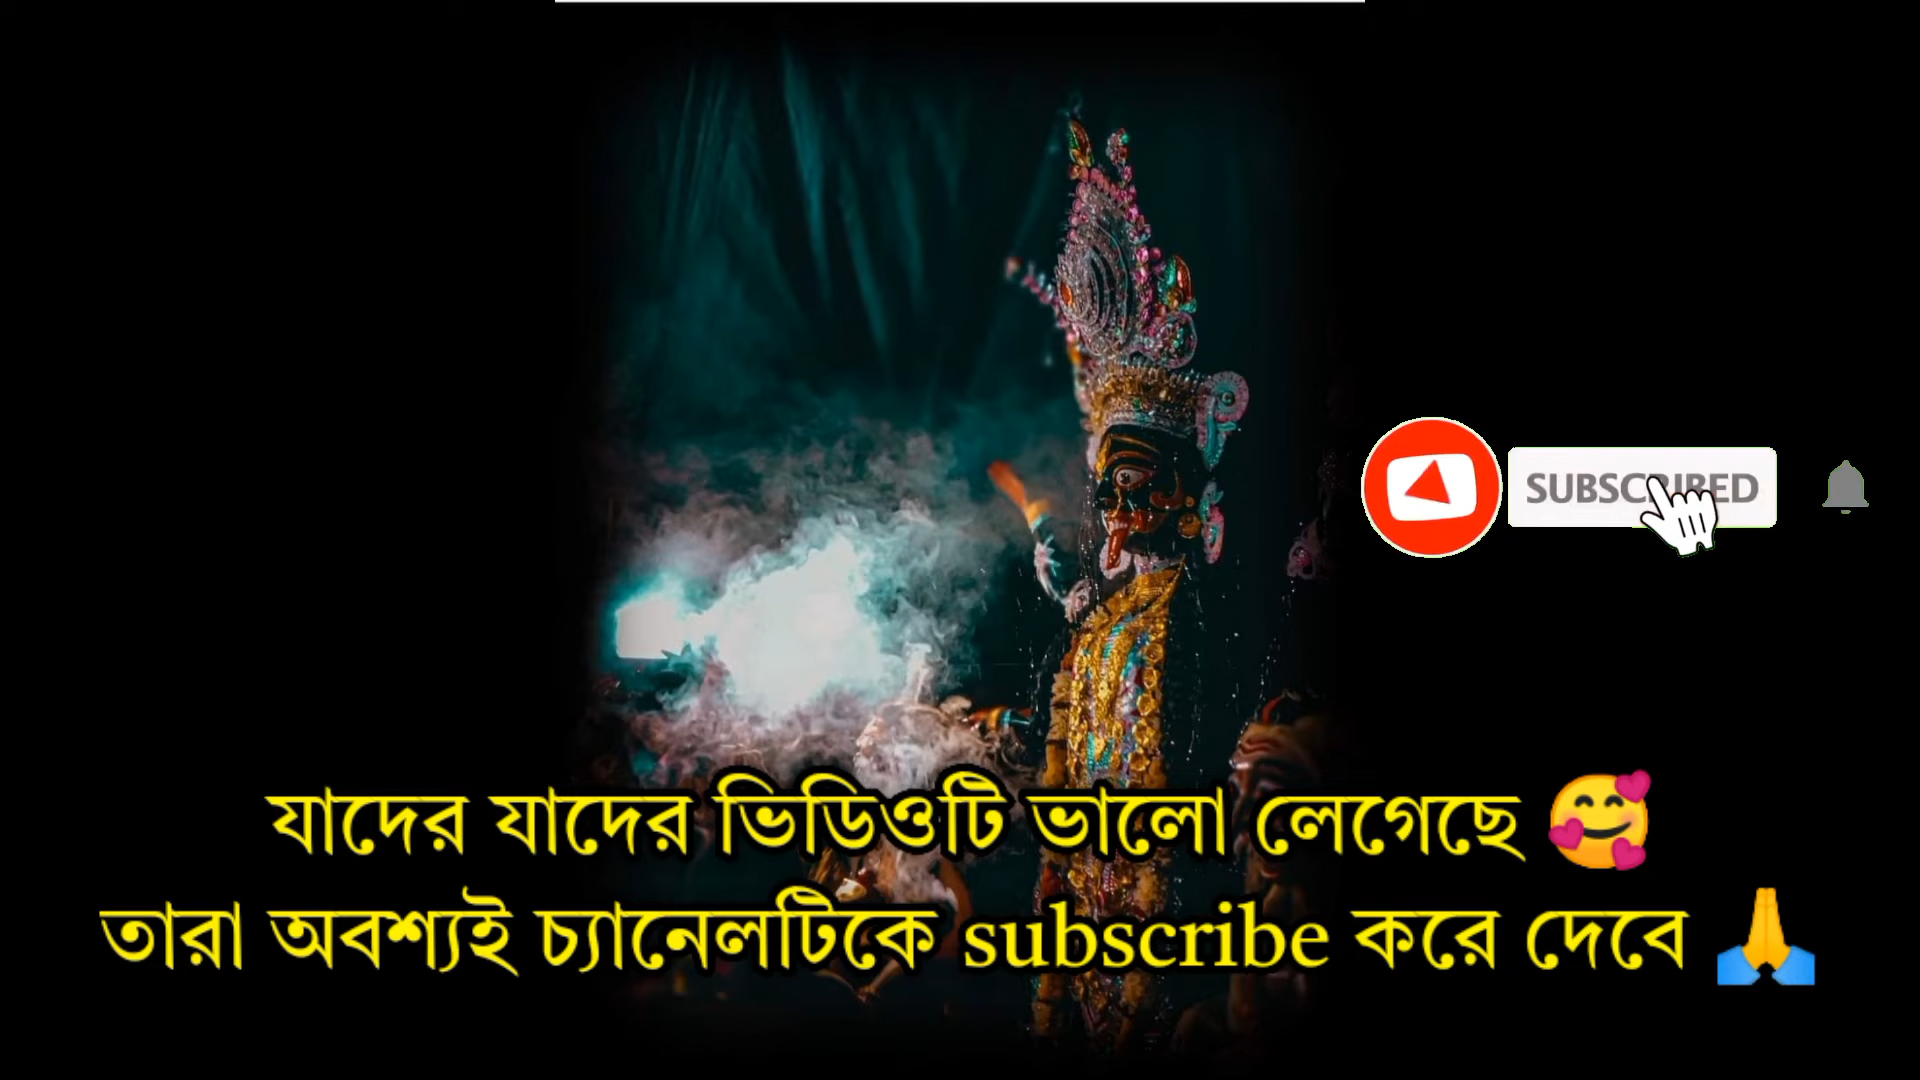 SUBSCRIBED
যাদের যাদের ভিডিওটি ভালো লেগেছে 🥰
তারা অবশ্যই চ্যানেলটিকে subscribe করে দেবে 🙏